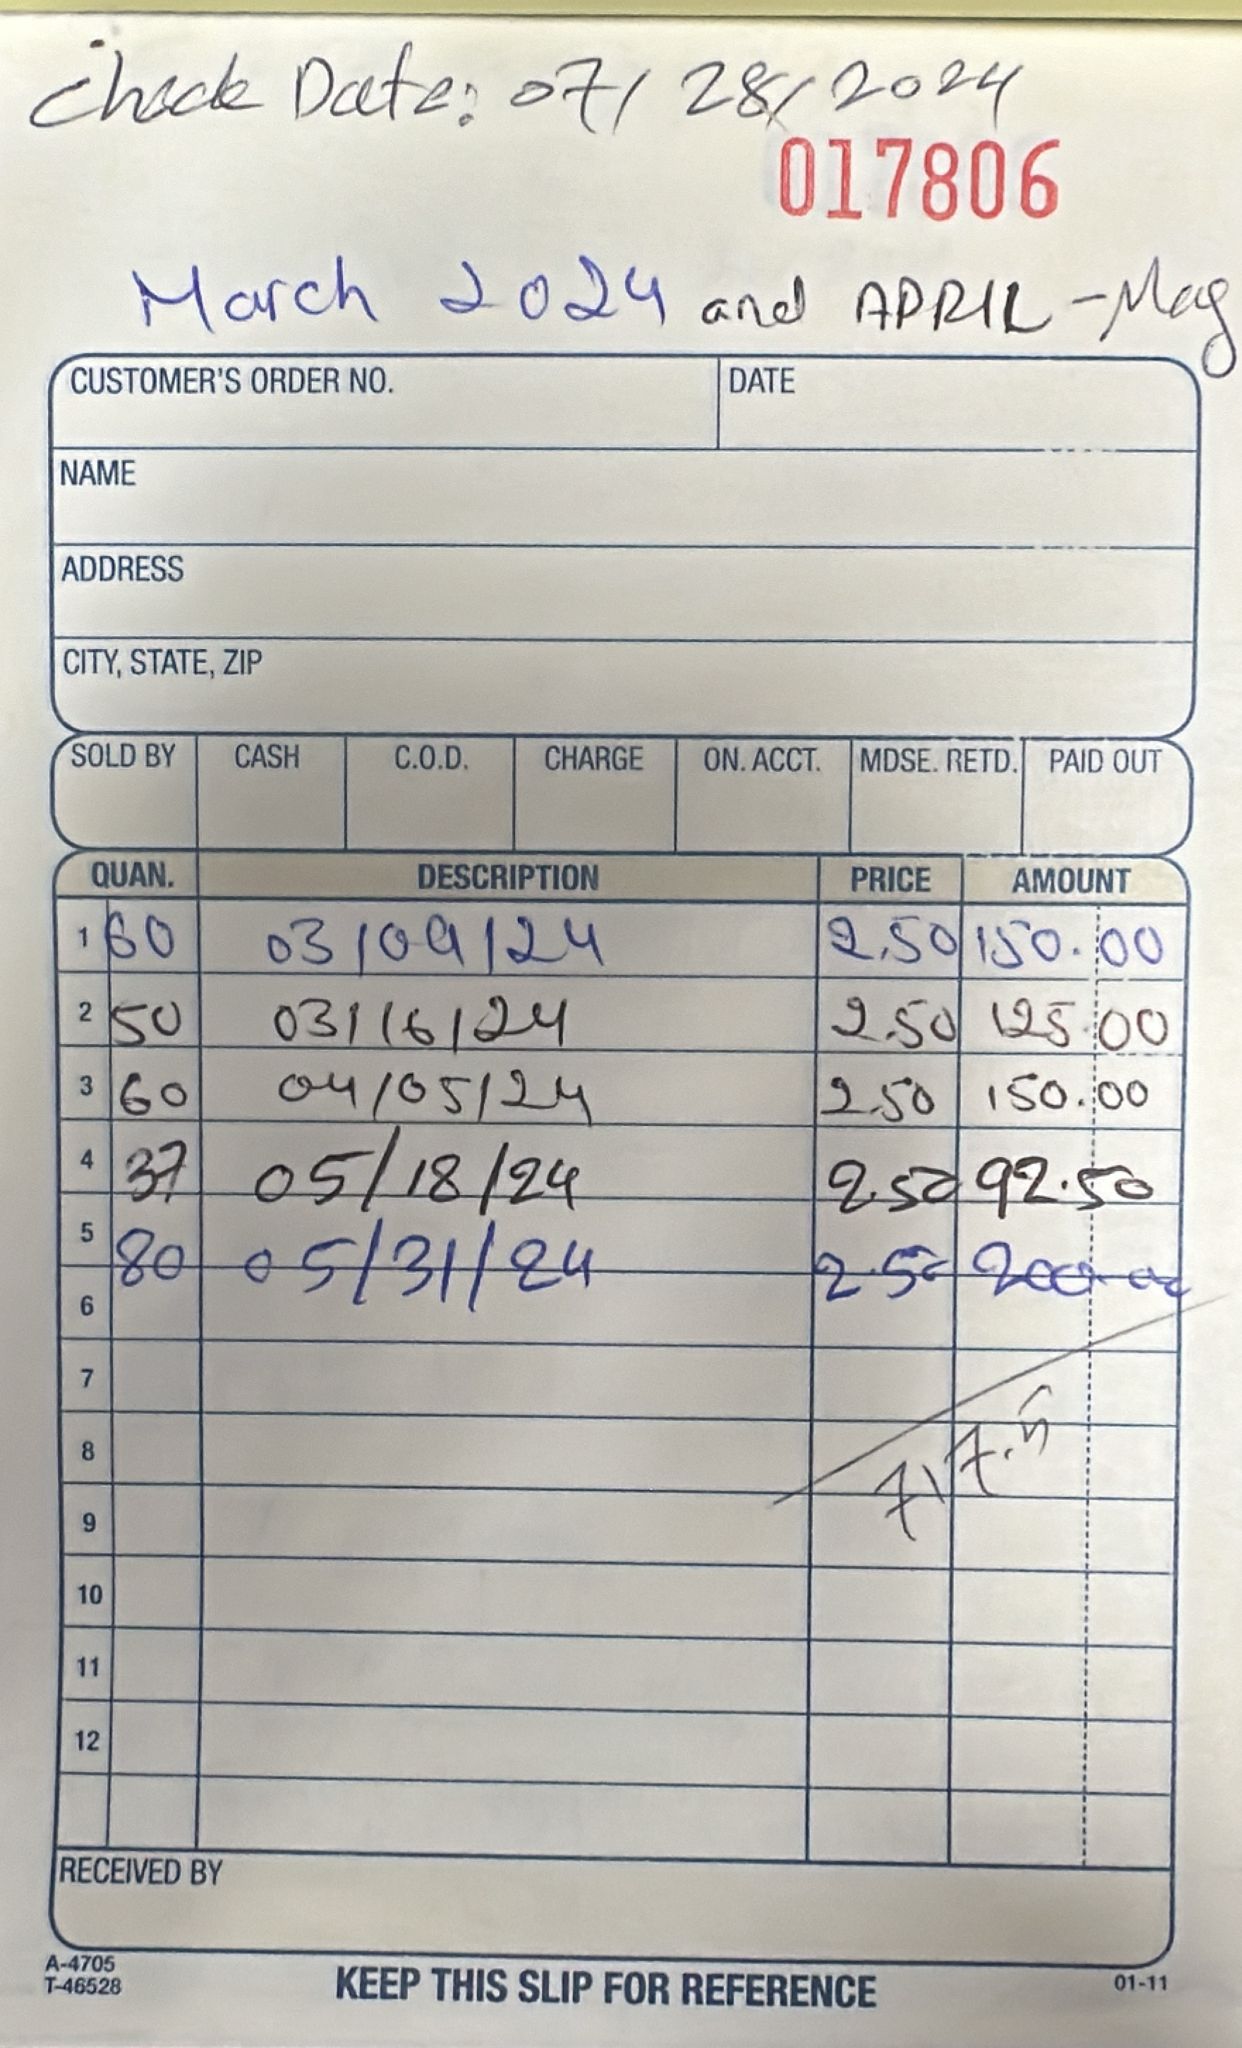 Check Date: 07/28/2024
017806
March 2024 and APRIL - May
CUSTOMER'S ORDER NO. DATE
NAME
ADDRESS
CITY, STATE, ZIP
SOLD BY CASH C.O.D. CHARGE ON. ACCT. MDSE. RETD. PAID OUT
QUAN. DESCRIPTION PRICE AMOUNT
1 60 03/09/24 2.50 150.00
2 50 03/16/24 2.50 125.00
3 60 04/05/24 2.50 150.00
4 37 05/18/24 2.50 92.50
5 80 05/31/24 2.50 200.00
6
7
8
9
10
11
12
RECEIVED BY
A-4705
T-46528
KEEP THIS SLIP FOR REFERENCE
01-11